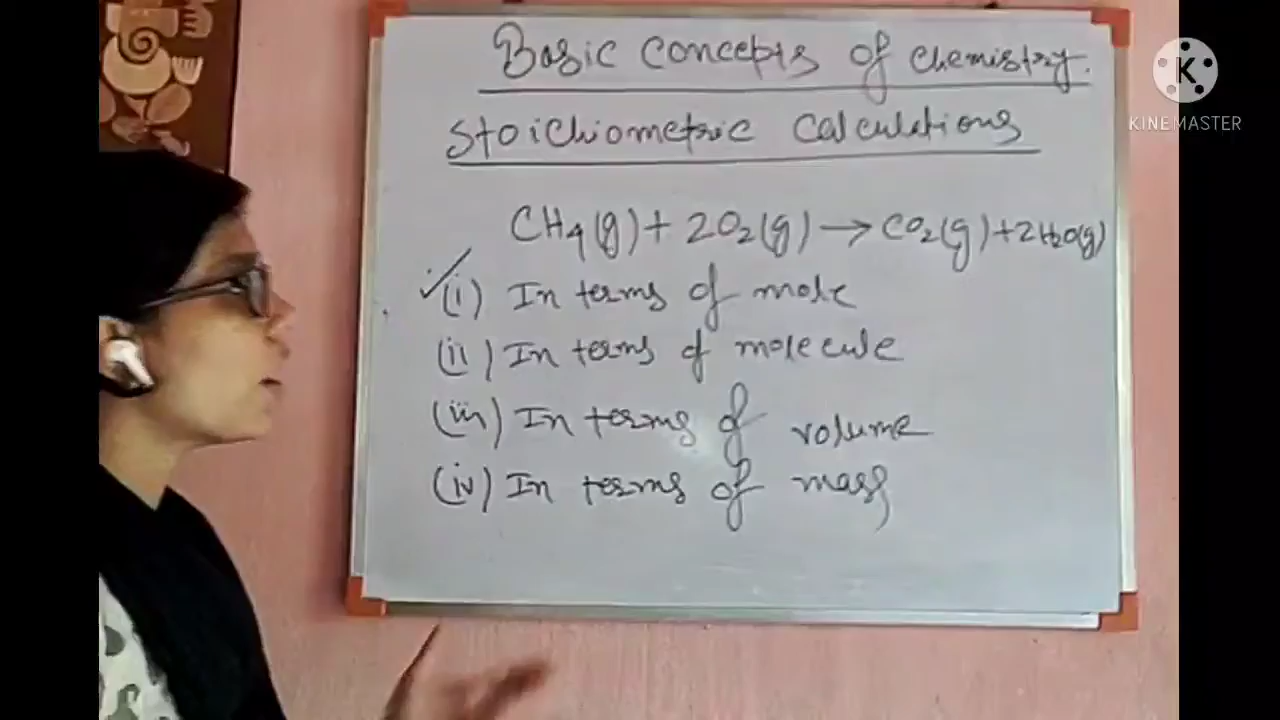 Basic Concepts of Chemistry.
Stoichiometric Calculations
CH4(g) + 2O2(g) → CO2(g) + 2H2O(g)
✓(i) In terms of mole
(ii) In terms of molecule
(iii) In terms of volume
(iv) In terms of mass
K
KINEMASTER